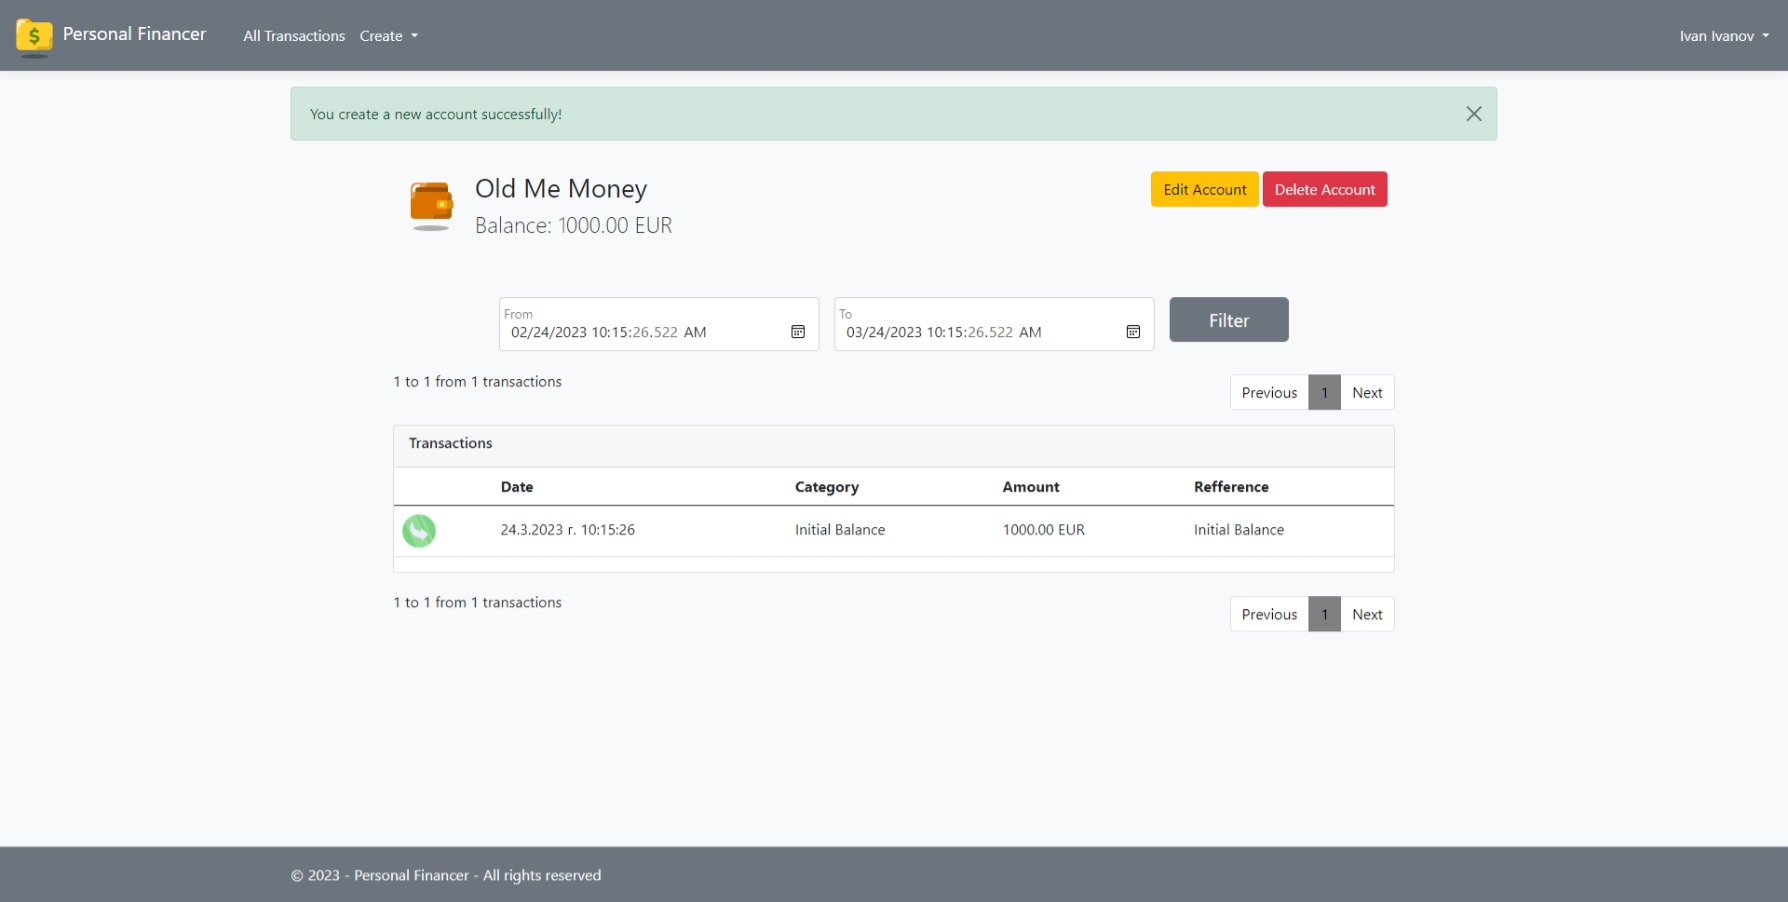 Personal Financer
All Transactions
Create
Ivan Ivanov
You create a new account successfully!
Old Me Money
Balance: 1000.00 EUR
Edit Account
Delete Account
From
02/24/2023 10:15:26.522 AM
To
03/24/2023 10:15:26.522 AM
Filter
1 to 1 from 1 transactions
Previous 1 Next
Transactions
Date Category Amount Refference
24.3.2023 г. 10:15:26 Initial Balance 1000.00 EUR Initial Balance
1 to 1 from 1 transactions
Previous 1 Next
© 2023 - Personal Financer - All rights reserved